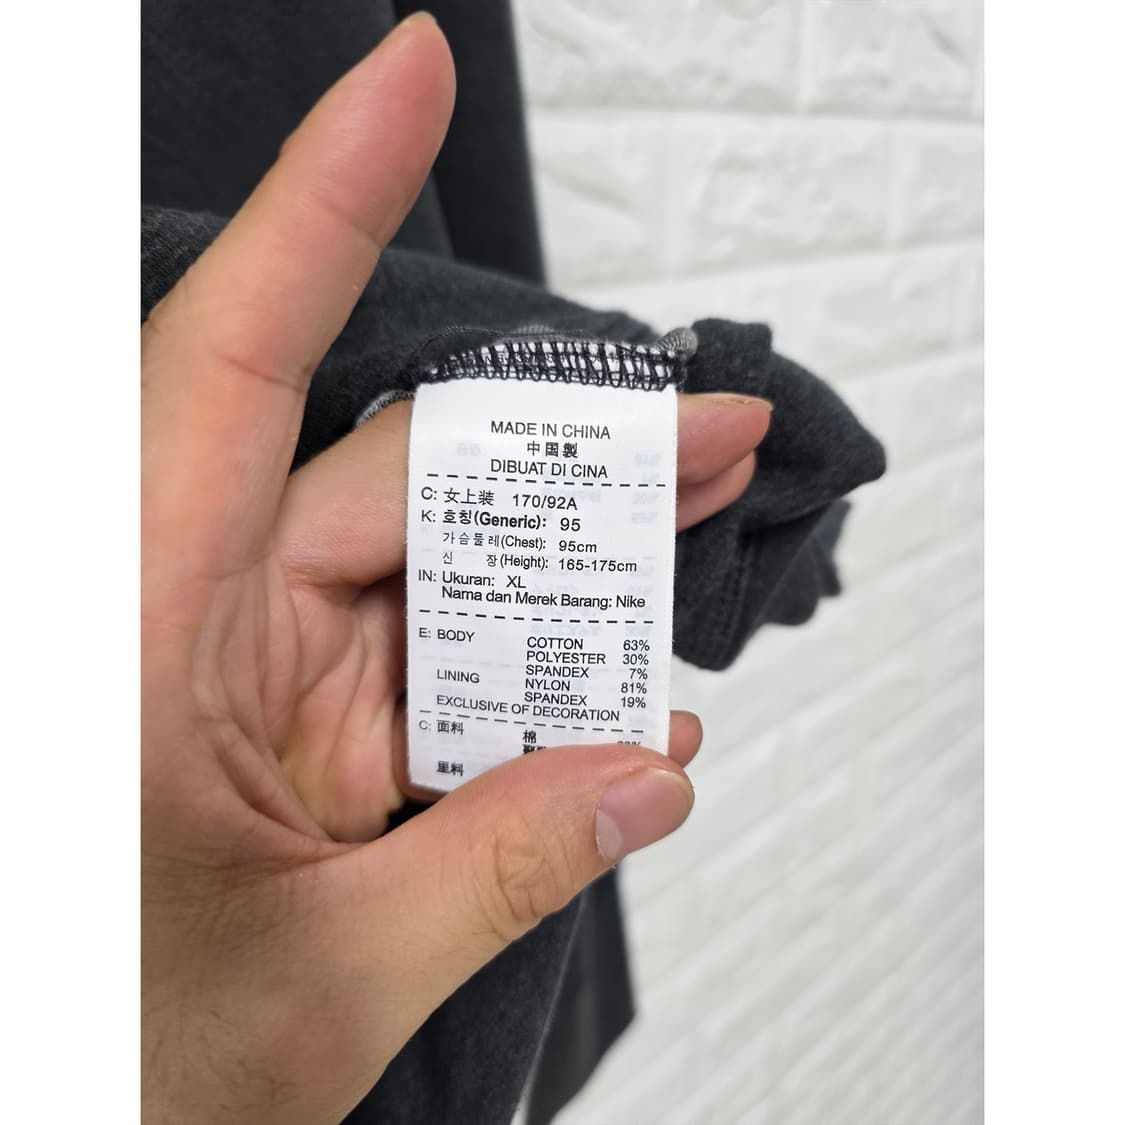 MADE IN CHINA
中国製
DIBUAT DI CINA
C: 女上装 170/92A
K: 호칭(Generic): 95
가슴둘레(Chest): 95cm
신 장(Height): 165-175cm
IN: Ukuran: XL
Nama dan Merek Barang: Nike
E: BODY COTTON 63%
POLYESTER 30%
SPANDEX 7%
LINING NYLON 81%
SPANDEX 19%
EXCLUSIVE OF DECORATION
C: 面料 棉
里料